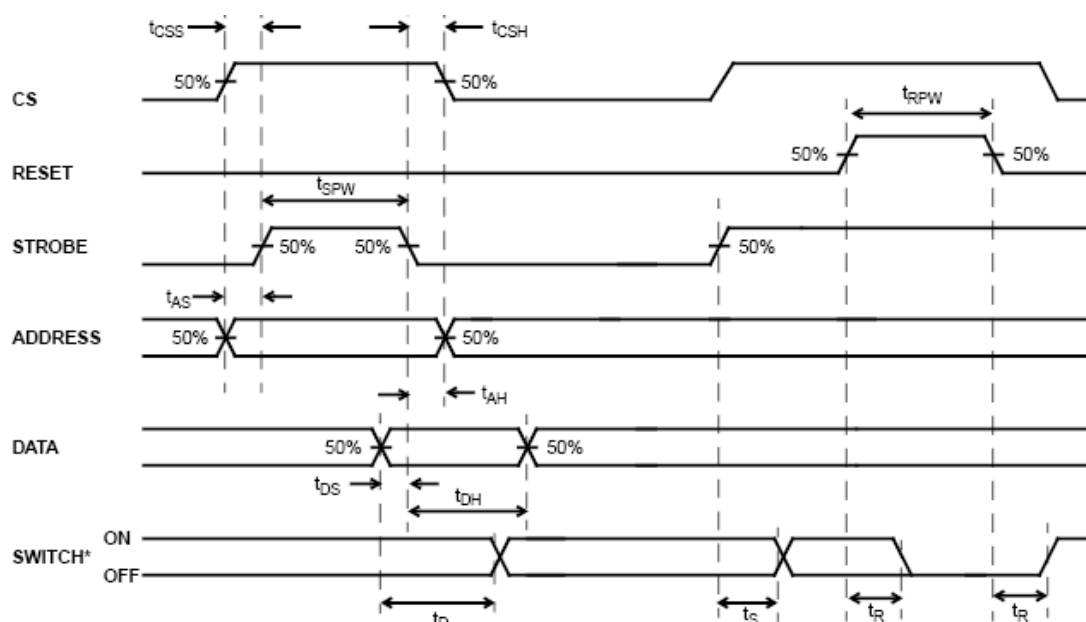 tCSS tCSH
50% 50%
CS
tRPW
50% 50%
RESET
tSPW
STROBE 50% 50% 50%
tAS
ADDRESS 50% 50%
tAH
DATA 50% 50%
tDS tDH
ON
SWITCH*
OFF
tD tS tR tR